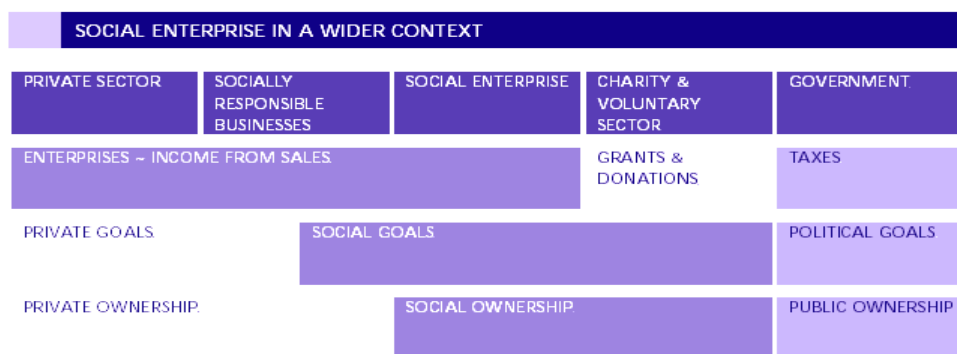 SOCIAL ENTERPRISE IN A WIDER CONTEXT
PRIVATE SECTOR
SOCIALLY
RESPONSIBLE
BUSINESSES
SOCIAL ENTERPRISE
CHARITY &
VOLUNTARY
SECTOR
GOVERNMENT
ENTERPRISES ~ INCOME FROM SALES
GRANTS &
DONATIONS
TAXES
PRIVATE GOALS
SOCIAL GOALS
POLITICAL GOALS
PRIVATE OWNERSHIP
SOCIAL OWNERSHIP
PUBLIC OWNERSHIP